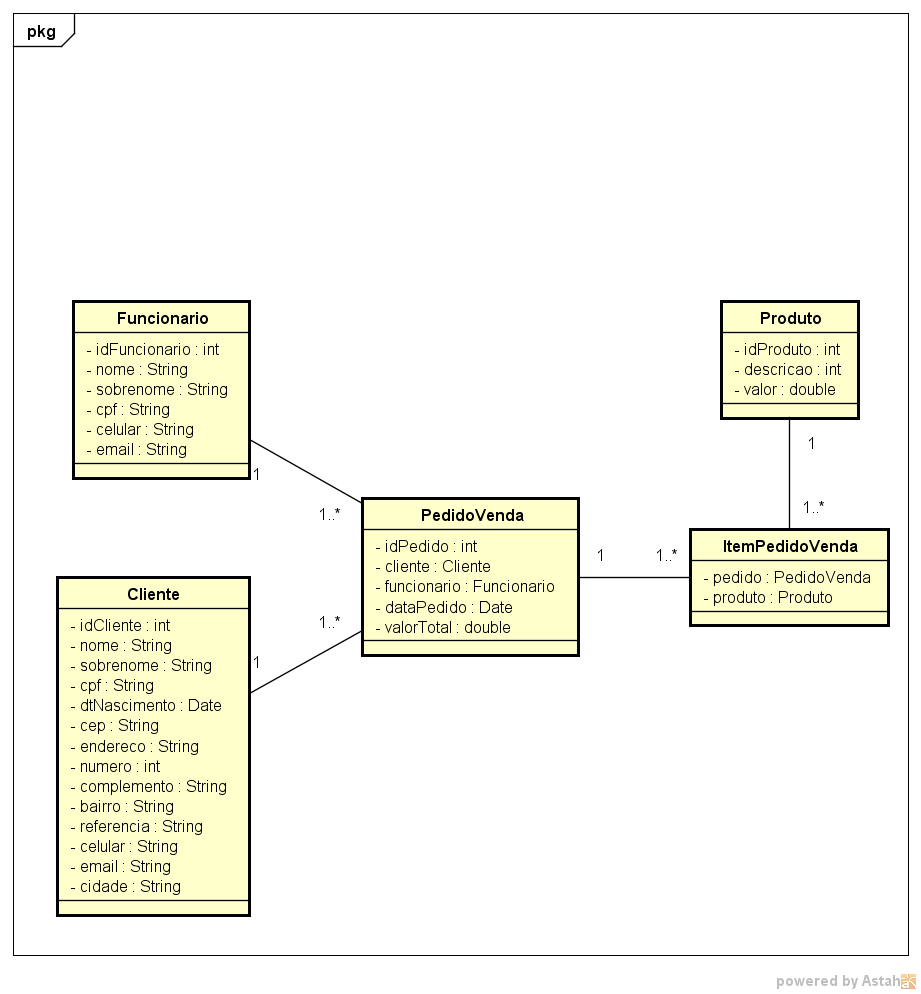 pkg
Funcionario
- idFuncionario : int
- nome : String
- sobrenome : String
- cpf : String
- celular : String
- email : String
1
1..*
Produto
- idProduto : int
- descricao : int
- valor : double
1
1..*
PedidoVenda
- idPedido : int
- cliente : Cliente
- funcionario : Funcionario
- dataPedido : Date
- valorTotal : double
1
1..*
ItemPedidoVenda
- pedido : PedidoVenda
- produto : Produto
Cliente
- idCliente : int
- nome : String
- sobrenome : String
- cpf : String
- dtNascimento : Date
- cep : String
- endereco : String
- numero : int
- complemento : String
- bairro : String
- referencia : String
- celular : String
- email : String
- cidade : String
1
1..*
powered by Astah